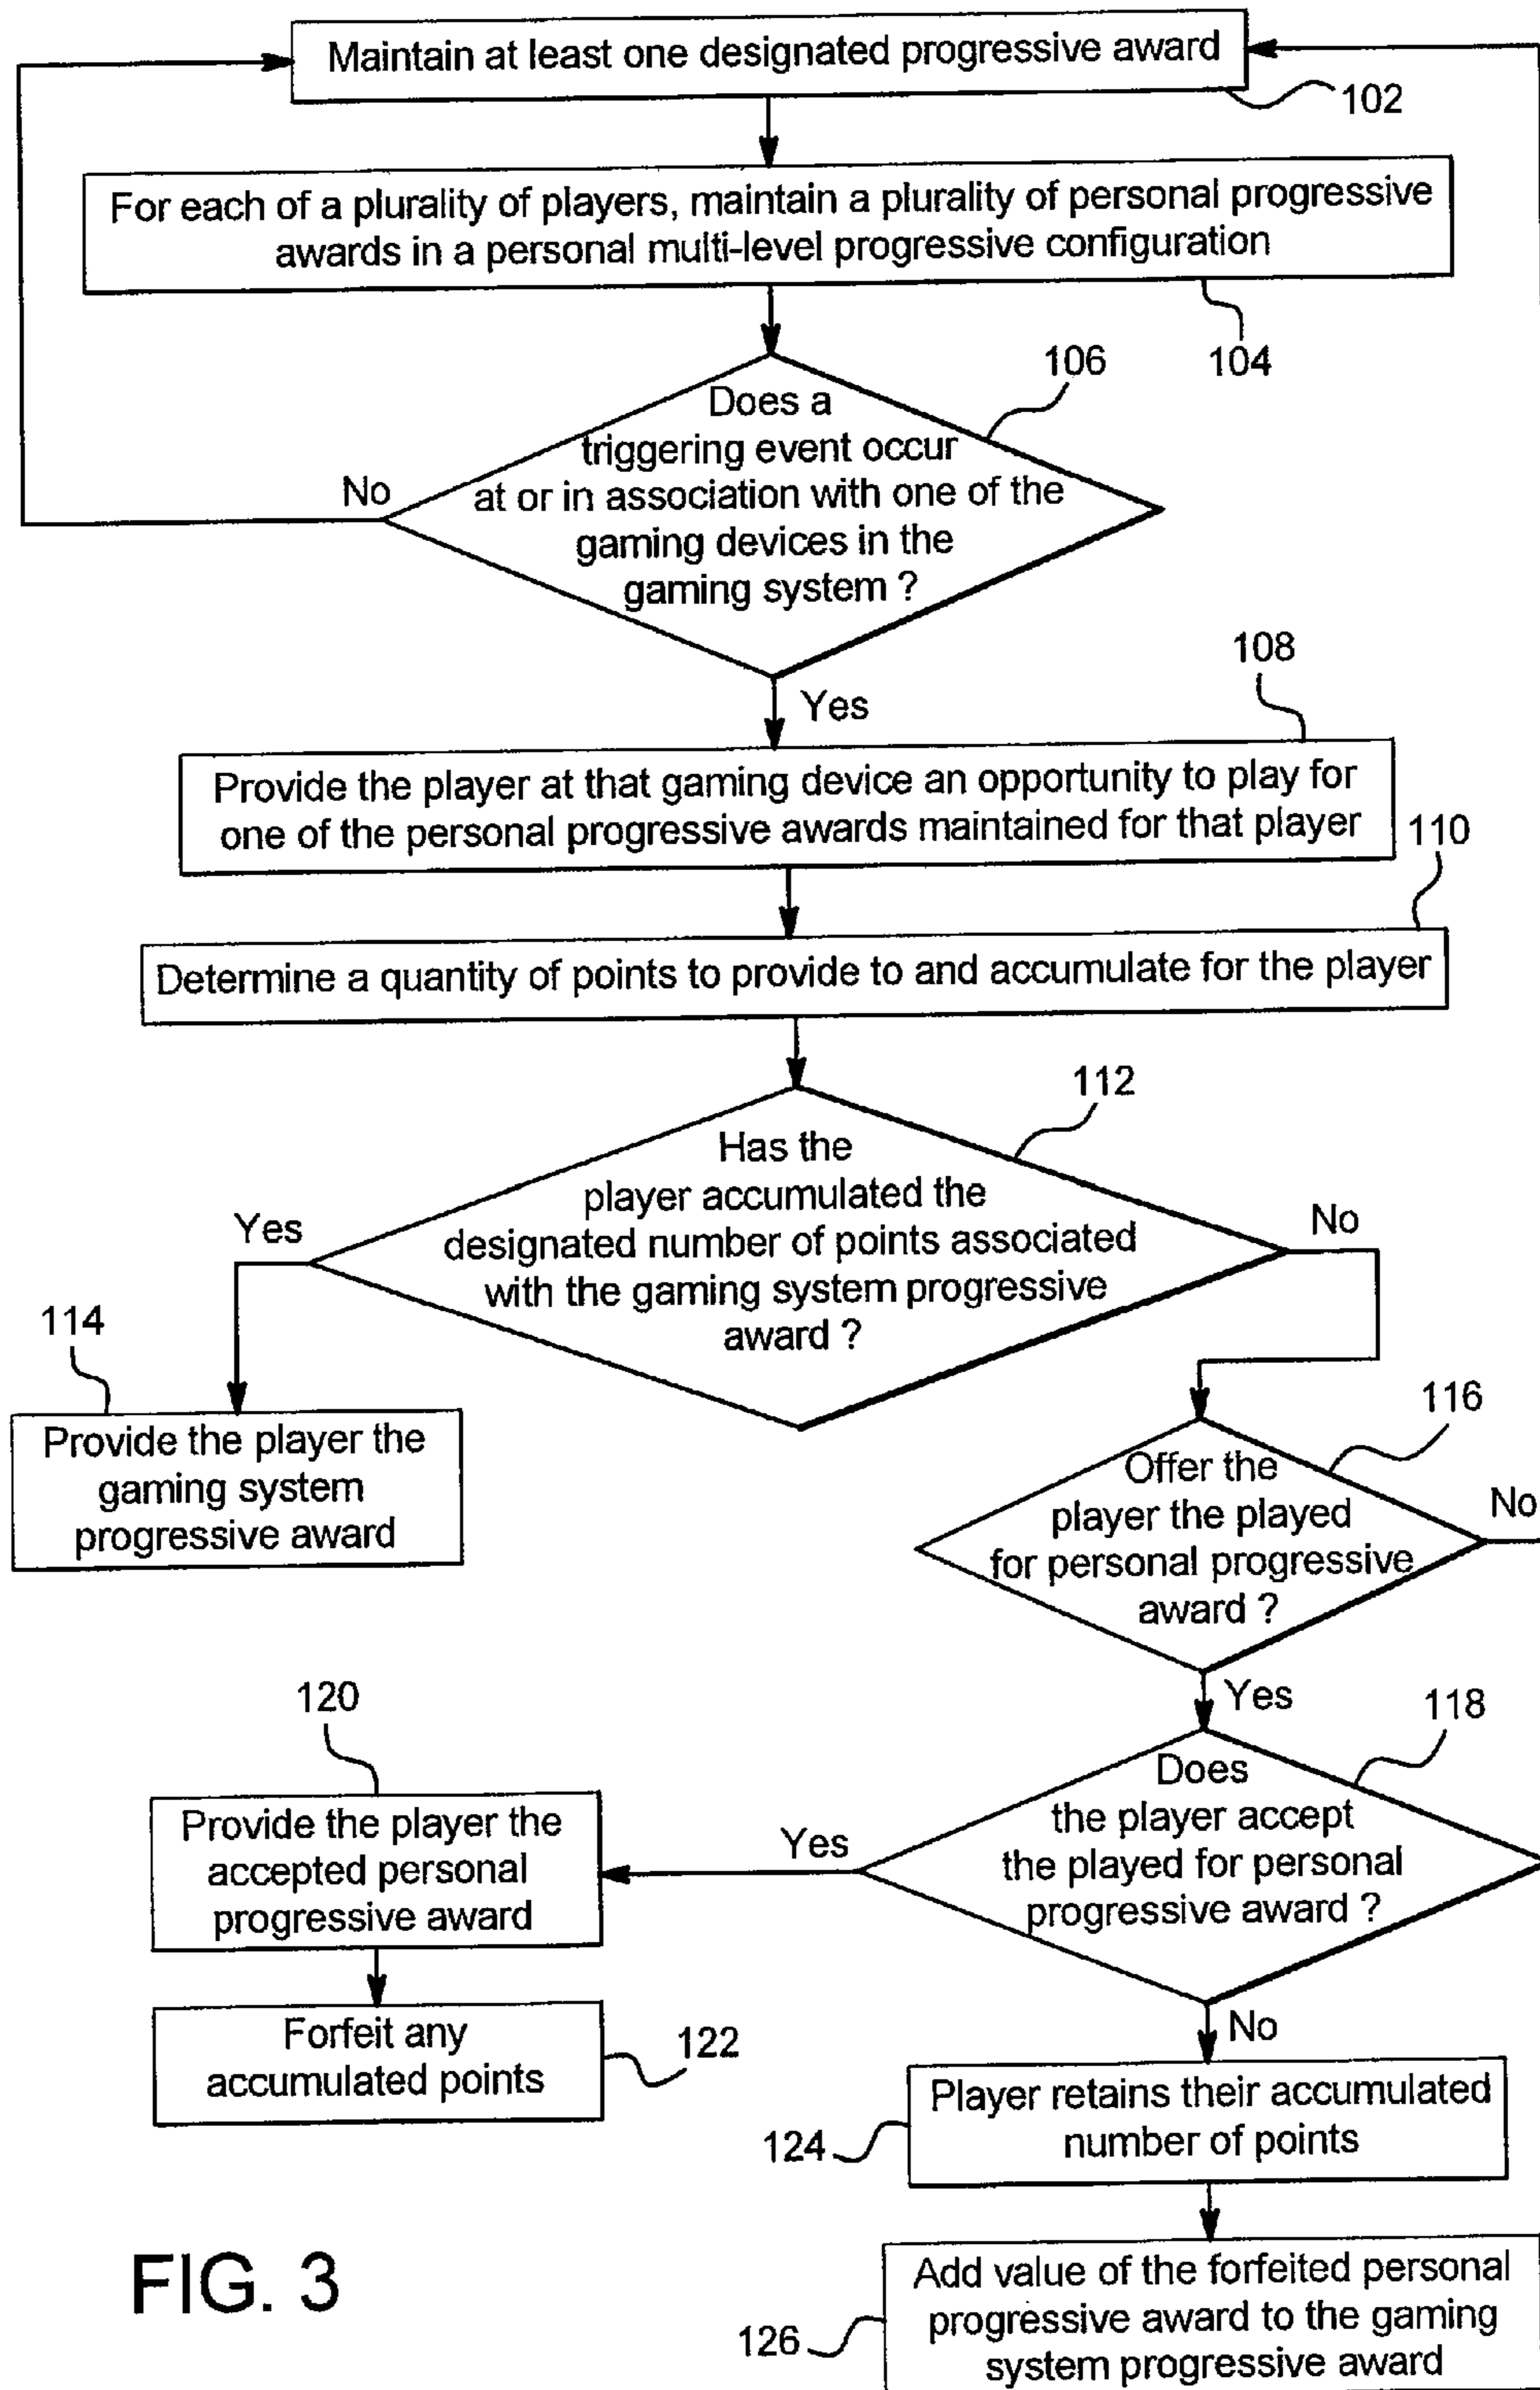 Maintain at least one designated progressive award
102
For each of a plurality of players, maintain a plurality of personal progressive
awards in a personal multi-level progressive configuration
104
106
Does a
triggering event occur
at or in association with one of the
gaming devices in the
gaming system ?
No
Yes
108
Provide the player at that gaming device an opportunity to play for
one of the personal progressive awards maintained for that player
110
Determine a quantity of points to provide to and accumulate for the player
112
Has the
player accumulated the
designated number of points associated
with the gaming system progressive
award ?
Yes
No
114
Provide the player the
gaming system
progressive award
116
Offer the
player the played
for personal progressive
award ?
No
Yes
118
Does
the player accept
the played for personal
progressive award ?
Yes
120
Provide the player the
accepted personal
progressive award
Forfeit any
accumulated points
122
No
Player retains their accumulated
number of points
124
Add value of the forfeited personal
progressive award to the gaming
system progressive award
126
FIG. 3